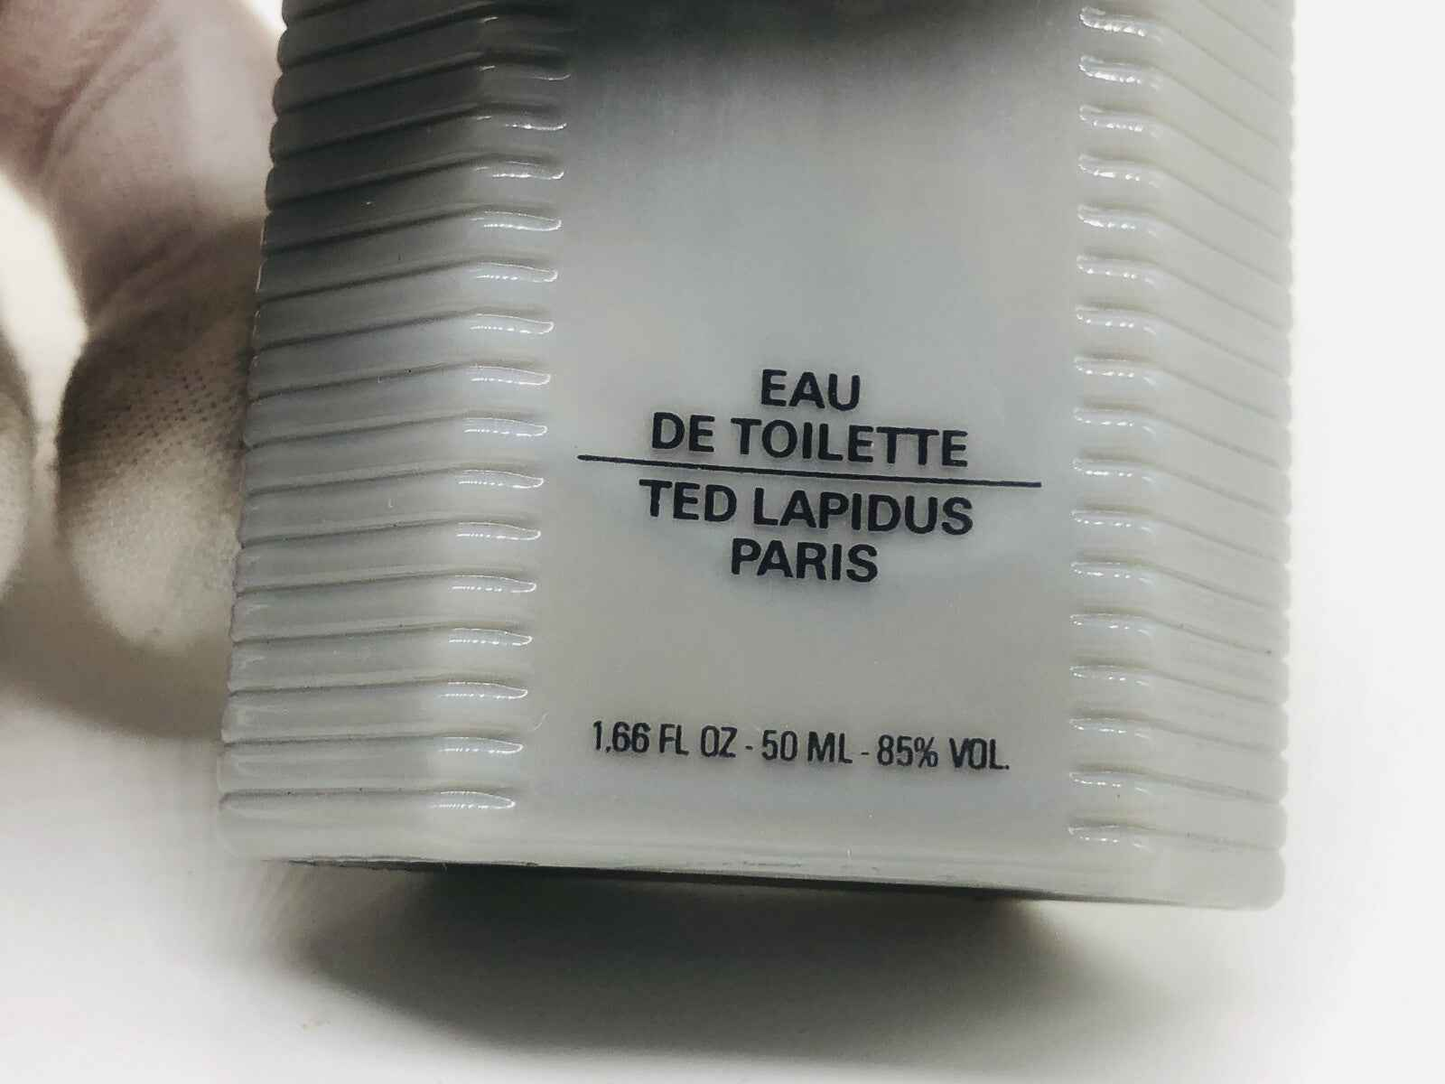 EAU
DE TOILETTE
TED LAPIDUS
PARIS
1.66 FL OZ - 50 ML - 85% VOL.